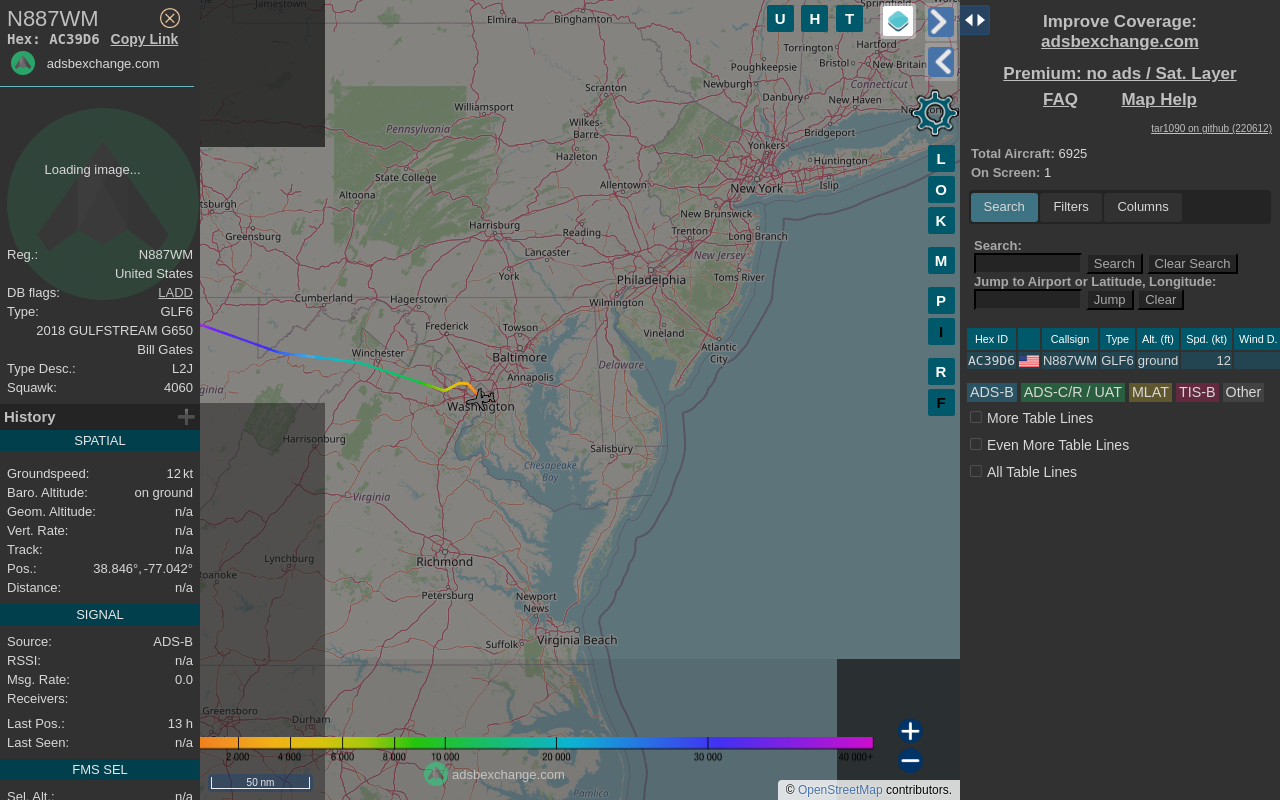 N887WM
Hex: AC39D6 Copy Link
adsbexchange.com
Loading image...
Reg.: N887WM
United States
DB flags: LADD
Type: GLF6
2018 GULFSTREAM G650
Bill Gates
Type Desc.: L2J
Squawk: 4060
History
SPATIAL
Groundspeed: 12 kt
Baro. Altitude: on ground
Geom. Altitude: n/a
Vert. Rate: n/a
Track: n/a
Pos.: 38.846°, -77.042°
Distance: n/a
SIGNAL
Source: ADS-B
RSSI: n/a
Msg. Rate: 0.0
Receivers:
Last Pos.: 13 h
Last Seen: n/a
FMS SEL
Sel. Alt.: n/a
Jamestown
Elmira
Binghamton
Springfield
Torrington
Hartford
Bristol
New Britain
Poughkeepsie
Connecticut
Scranton
Newburgh
Danbury
New Haven
Williamsport
Wilkes-
Barre
Pennsylvania
Bridgeport
Yonkers
Hazleton
Huntington
State College
Allentown
New York
Islip
Altoona
tsburgh
New Brunswick
Greensburg
Harrisburg
Reading
Trenton
Long Branch
Lancaster
New Jersey
York
Philadelphia
Toms River
Cumberland
Hagerstown
Wilmington
Frederick
Towson
Vineland
Winchester
Baltimore
Atlantic
City
Delaware
Annapolis
ginia
Washington
Harrisonburg
Salisbury
Chesapeake
Bay
Virginia
Lynchburg
Richmond
Roanoke
Petersburg
Newport
News
Suffolk
Virginia Beach
Greensboro
Durham
Pamlico
2 000 4 000 6 000 8 000 10 000 20 000 30 000 40 000+
50 nm
adsbexchange.com
© OpenStreetMap contributors.
U H T
L
O
K
M
P
I
R
F
Improve Coverage:
adsbexchange.com
Premium: no ads / Sat. Layer
FAQ Map Help
tar1090 on github (220612)
Total Aircraft: 6925
On Screen: 1
Search Filters Columns
Search:
Search Clear Search
Jump to Airport or Latitude, Longitude:
Jump Clear
Hex ID Callsign Type Alt. (ft) Spd. (kt) Wind D.
AC39D6 N887WM GLF6 ground 12
ADS-B ADS-C/R / UAT MLAT TIS-B Other
More Table Lines
Even More Table Lines
All Table Lines